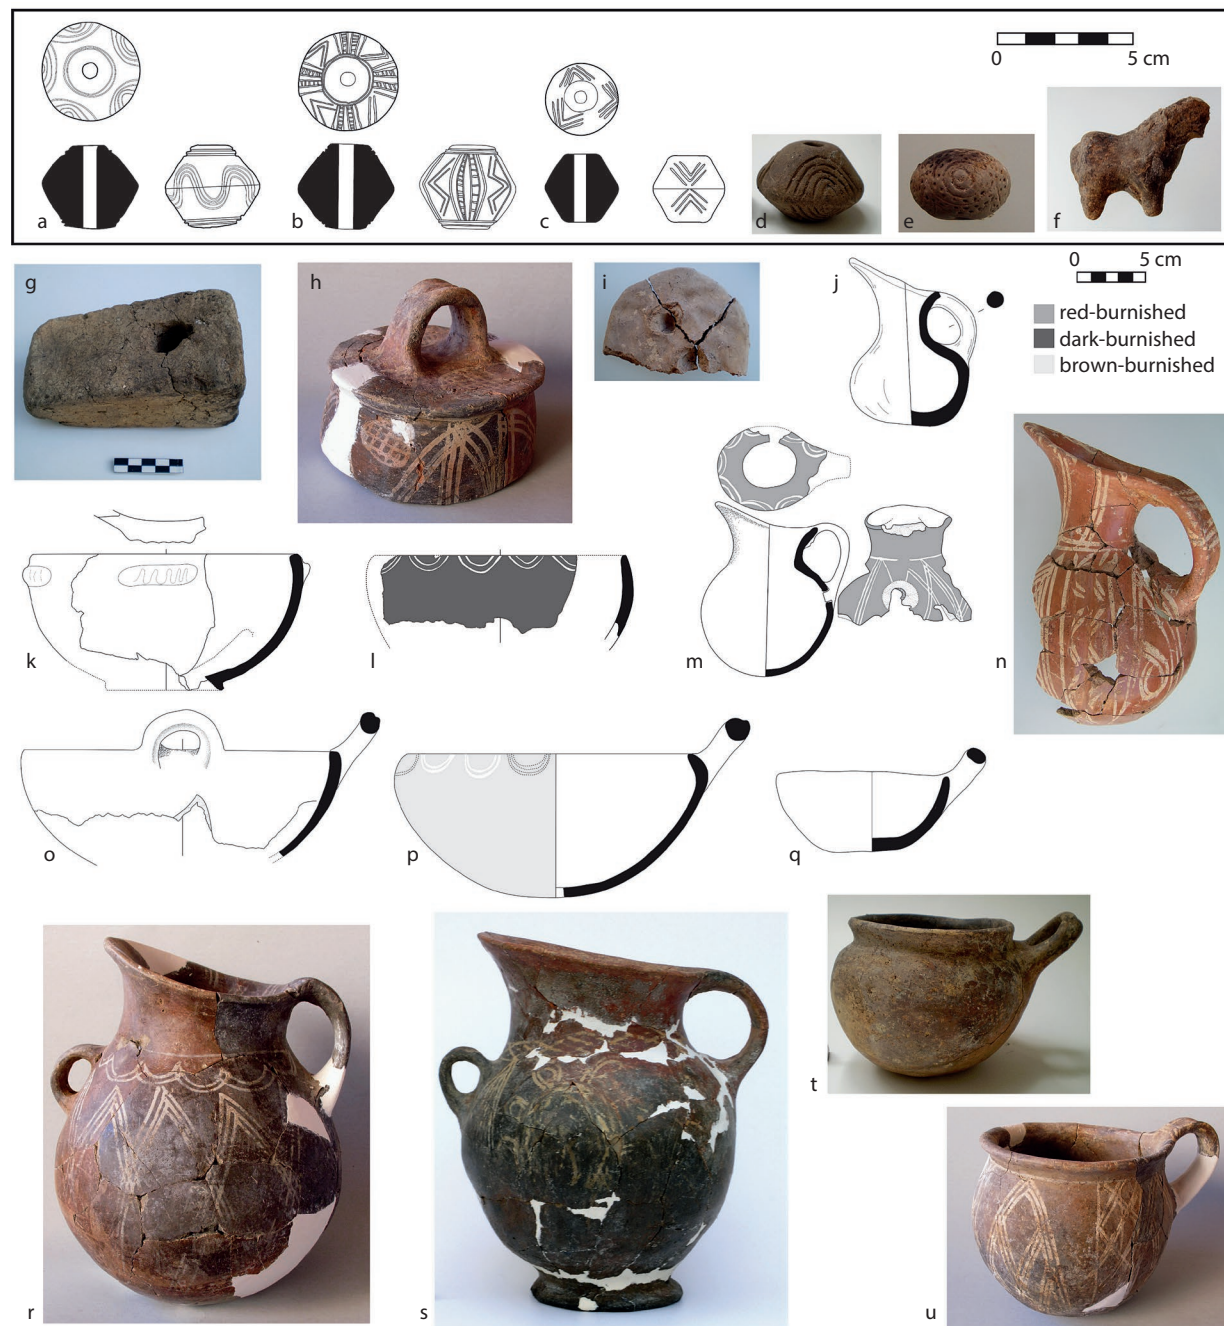 0 5 cm
a b c d e f
0 5 cm
g h i j
red-burnished
dark-burnished
brown-burnished
k l m n
o p q
r s t
u